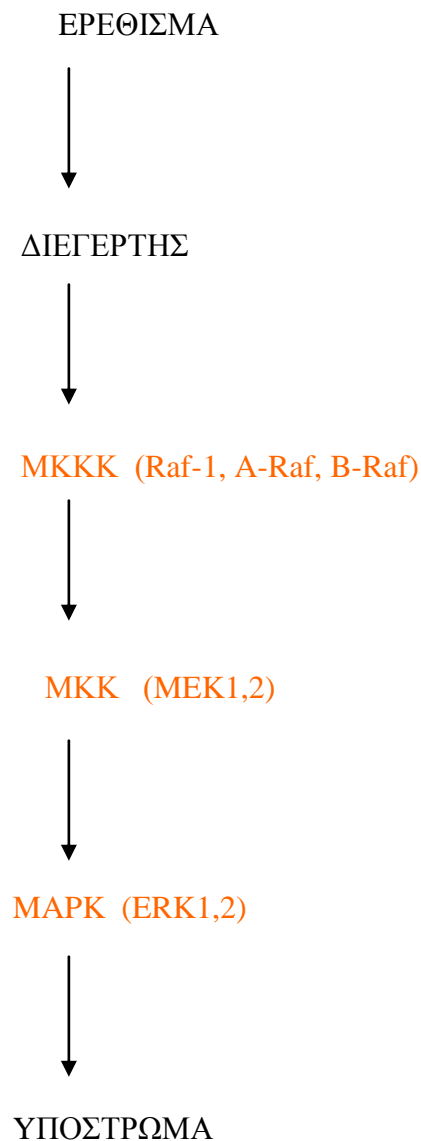 ΕΡΕΘΙΣΜΑ
ΔΙΕΓΕΡΤΗΣ
MKKK (Raf-1, A-Raf, B-Raf)
MKK (MEK1,2)
MAPK (ERK1,2)
ΥΠΟΣΤΡΩΜΑ